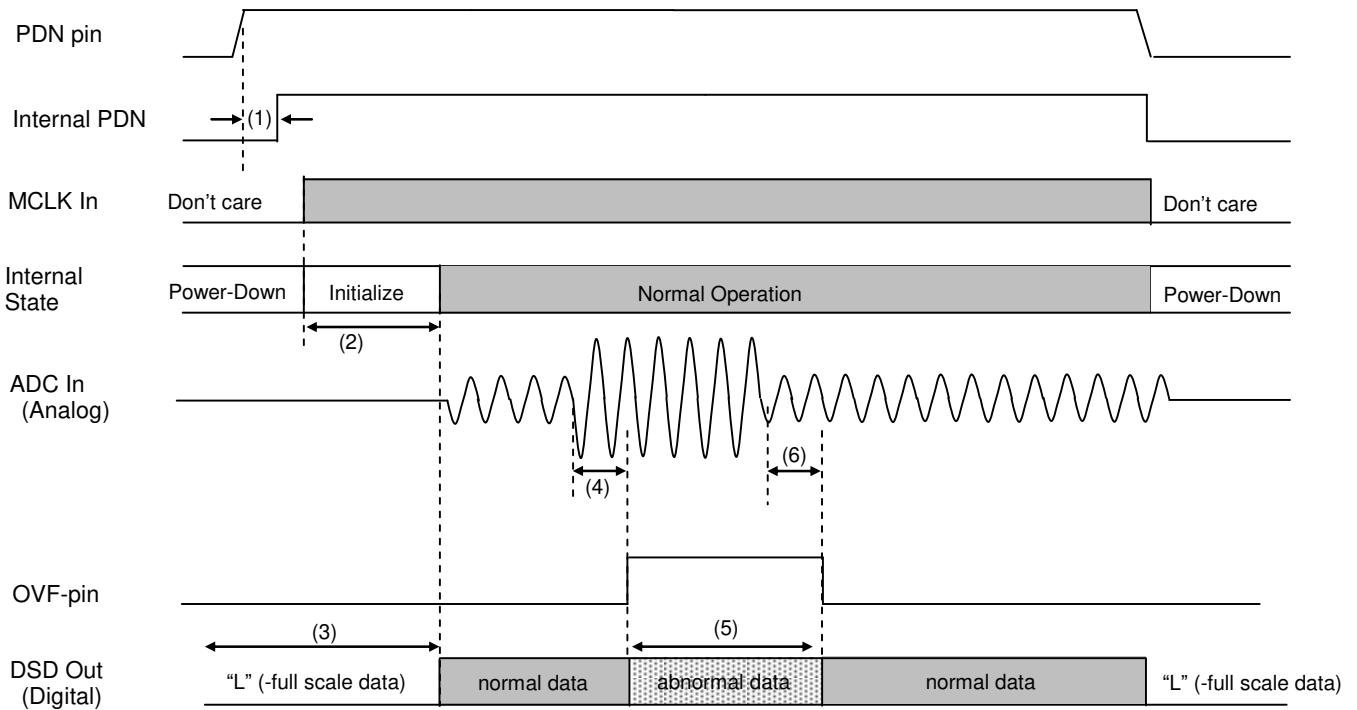 PDN pin
Internal PDN
(1)
MCLK In
Don't care
Don't care
Internal
State
Power-Down
Initialize
Normal Operation
Power-Down
(2)
ADC In
(Analog)
(4)
(6)
OVF-pin
(3)
(5)
DSD Out
(Digital)
“L” (-full scale data)
normal data
abnormal data
normal data
“L” (-full scale data)